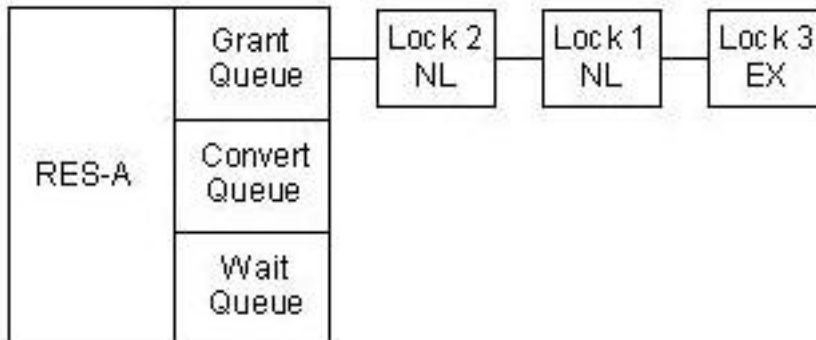 RES-A
Grant
Queue
Convert
Queue
Wait
Queue
Lock 2
NL
Lock 1
NL
Lock 3
EX